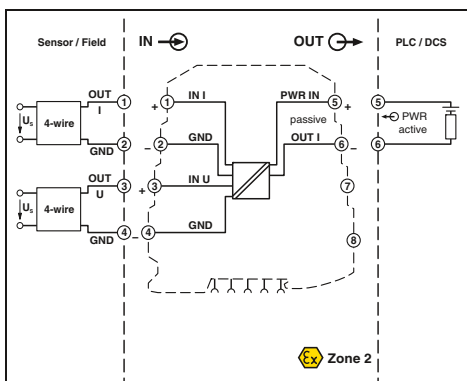 Sensor / Field
IN
OUT
PLC / DCS
OUT
I
1
1
+
IN I
PWR IN
5
+
5
U s
4-wire
passive
PWR
active
GND
2
–
2
GND
OUT I
6
–
6
OUT
U
3
+
3
IN U
7
U s
4-wire
GND
4
–
4
GND
8
Ex
Zone 2